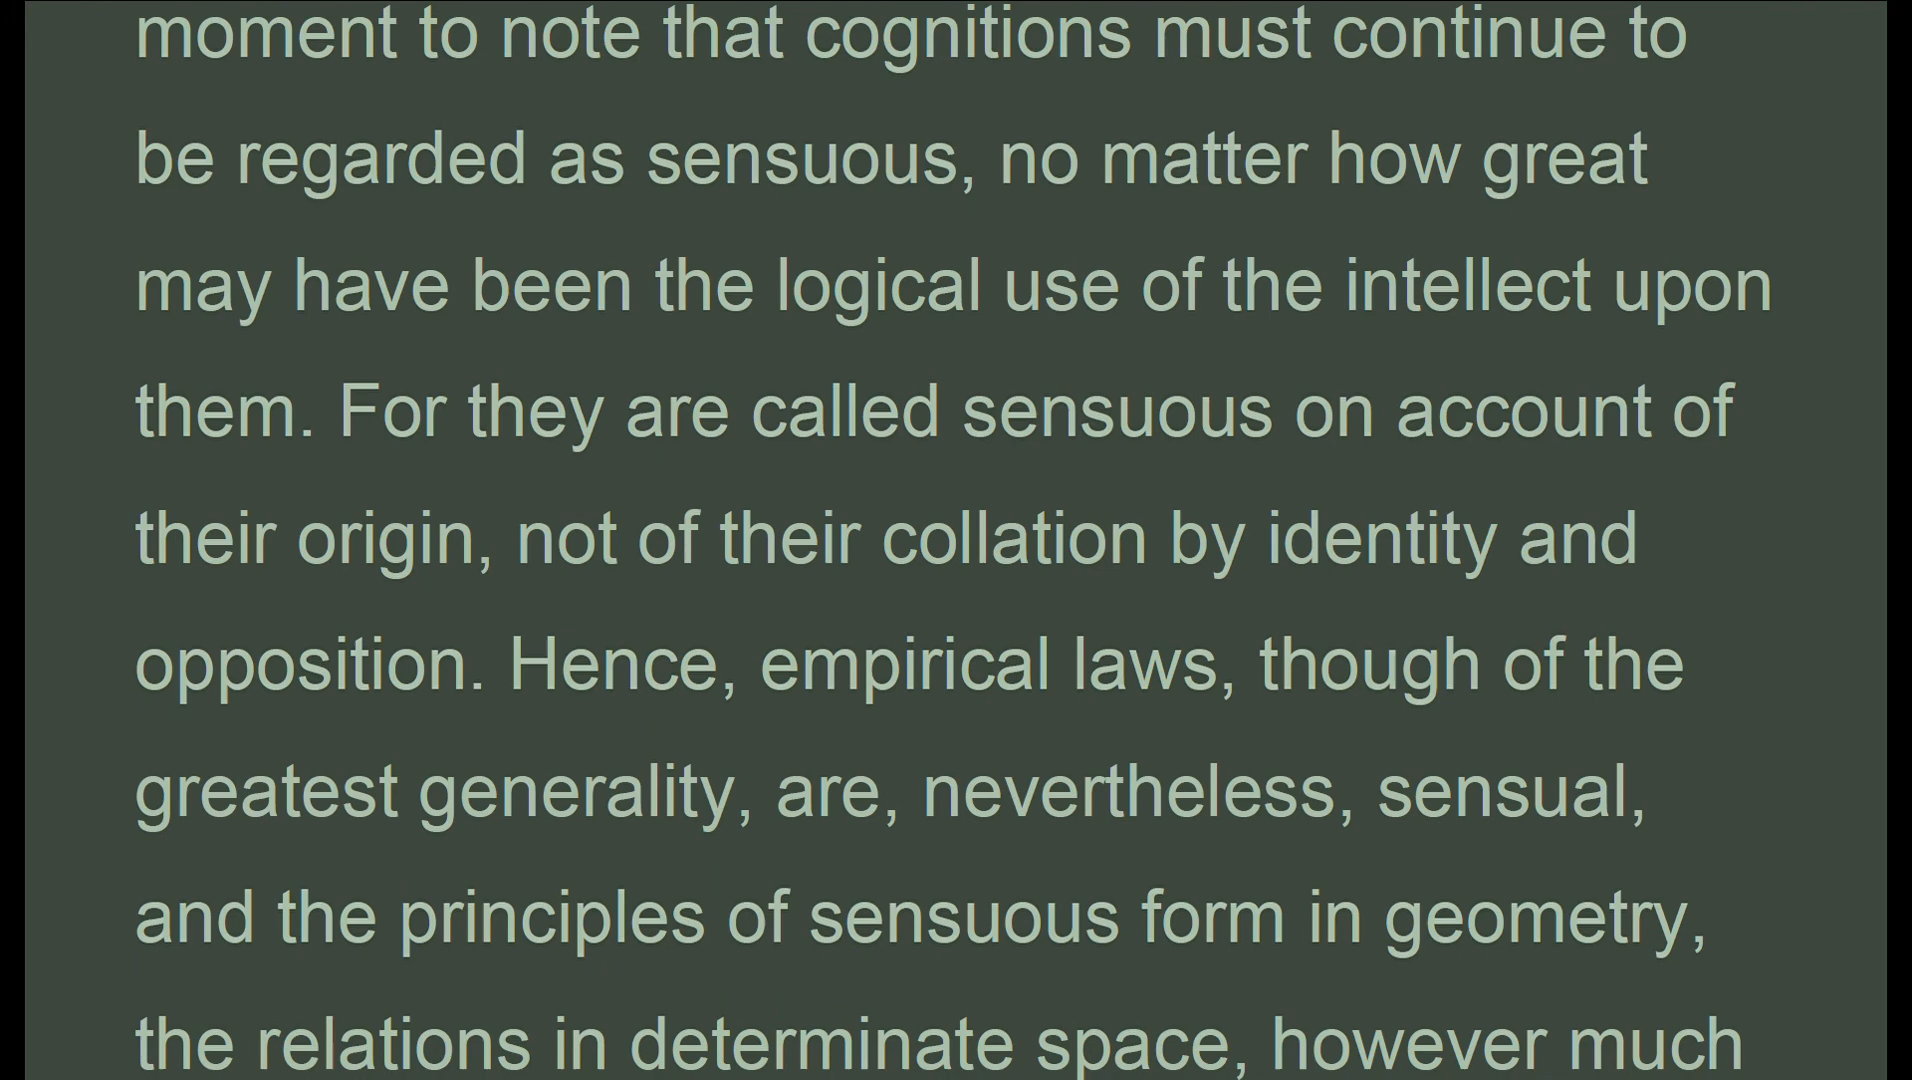 moment to note that cognitions must continue to
be regarded as sensuous, no matter how great
may have been the logical use of the intellect upon
them. For they are called sensuous on account of
their origin, not of their collation by identity and
opposition. Hence, empirical laws, though of the
greatest generality, are, nevertheless, sensual,
and the principles of sensuous form in geometry,
the relations in determinate space, however much